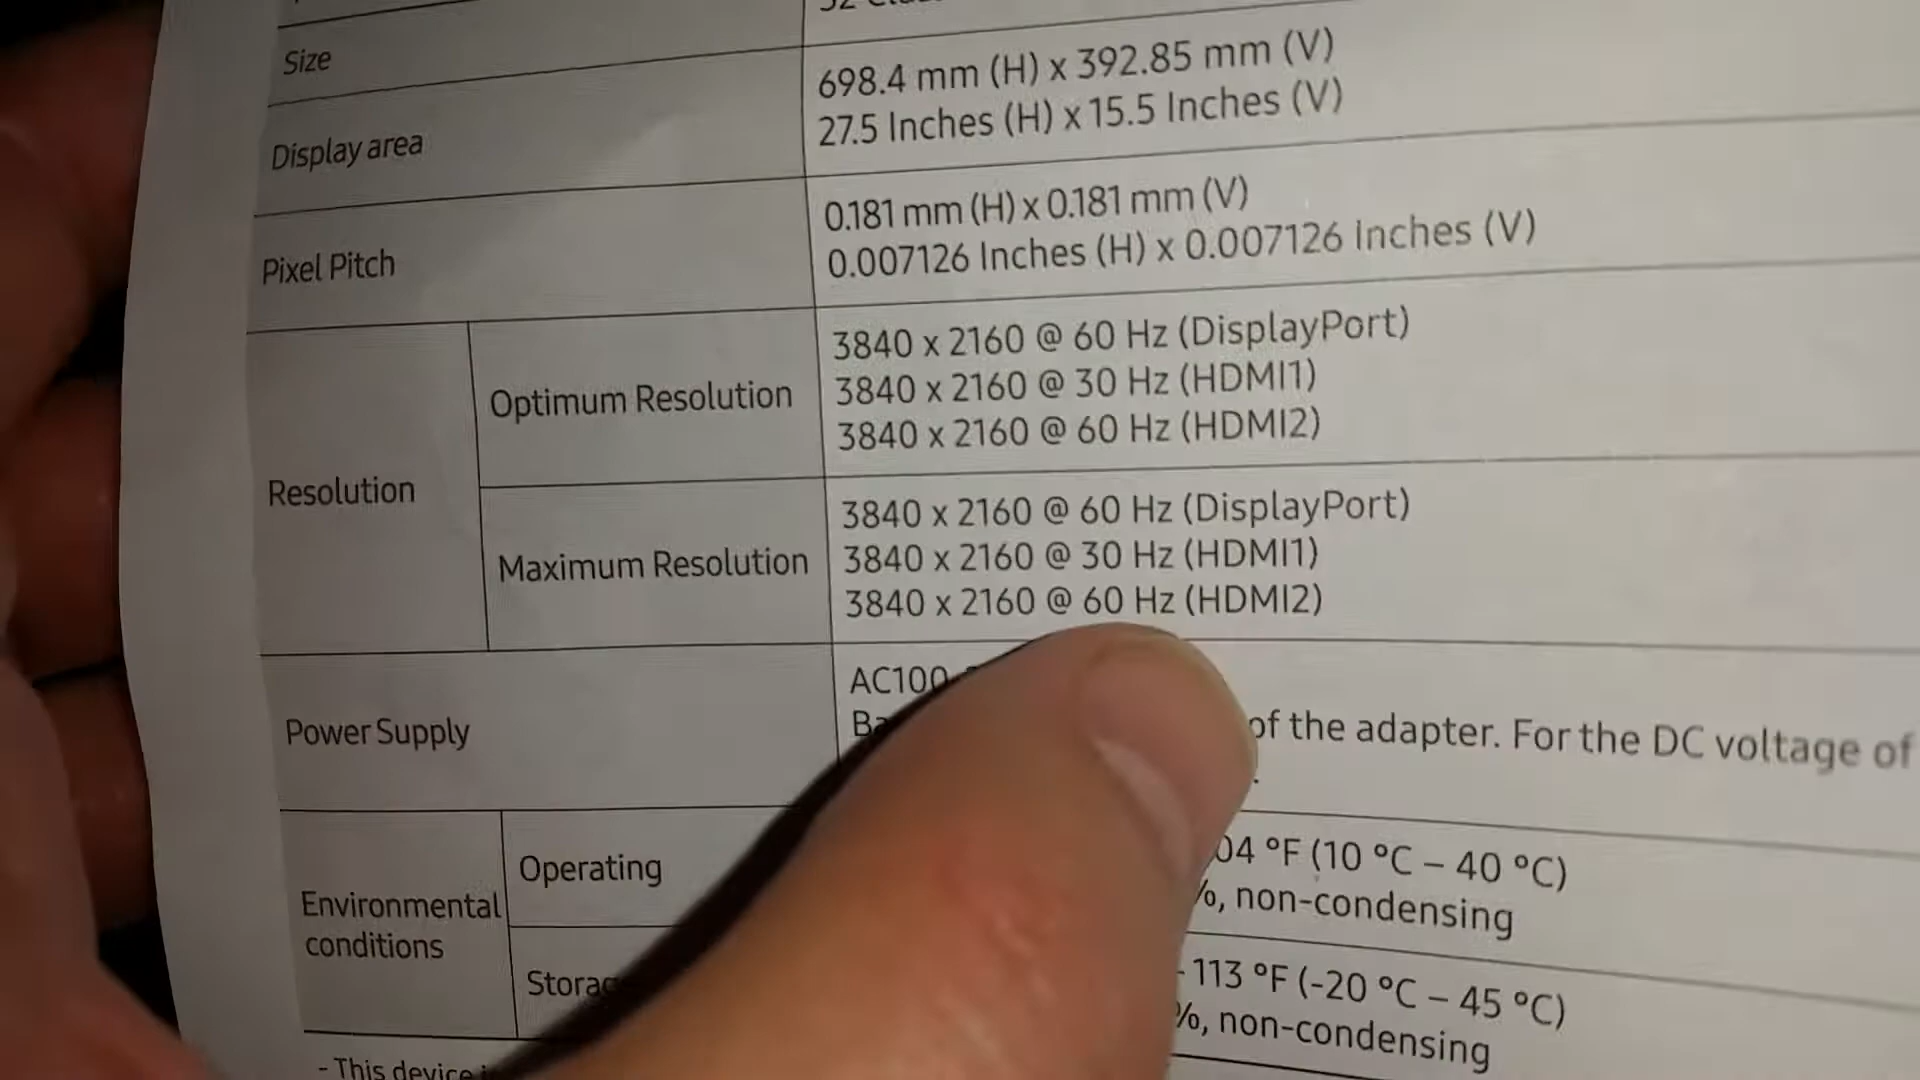 Size
698.4 mm (H) x 392.85 mm (V)
Display area
27.5 Inches (H) x 15.5 Inches (V)
0.181 mm (H) x 0.181 mm (V)
Pixel Pitch
0.007126 Inches (H) x 0.007126 Inches (V)
Resolution
Optimum Resolution
3840 x 2160 @ 60 Hz (DisplayPort)
3840 x 2160 @ 30 Hz (HDMI1)
3840 x 2160 @ 60 Hz (HDMI2)
Maximum Resolution
3840 x 2160 @ 60 Hz (DisplayPort)
3840 x 2160 @ 30 Hz (HDMI1)
3840 x 2160 @ 60 Hz (HDMI2)
Power Supply
AC100
of the adapter. For the DC voltage of
Environmental
conditions
Operating
04 °F (10 °C – 40 °C)
%, non-condensing
113 °F (-20 °C – 45 °C)
%, non-condensing
- This device